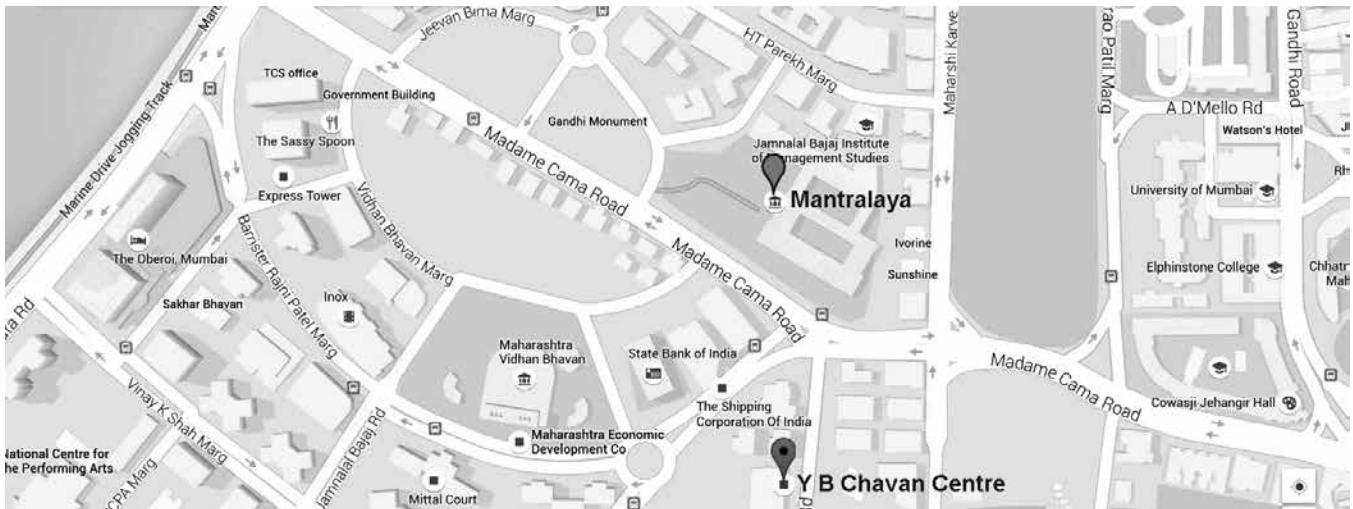 Jeevan Bima Marg
HT Parekh Marg
Maharshi Karve
rao Patil Marg
Gandhi Road
TCS office
Government Building
Marine Drive Jogging Track
The Sassy Spoon
Gandhi Monument
Madame Cama Road
Jamnalal Bajaj Institute
of Management Studies
A D'Mello Rd
Watson's Hotel
Express Tower
Vidhan Bhavan Marg
Mantralaya
University of Mumbai
The Oberoi, Mumbai
Barrister Rajni Patel Marg
Madame Cama Road
Ivorine
Sunshine
Elphinstone College
Sakhar Bhavan
Inox
Maharashtra
Vidhan Bhavan
State Bank of India
Madame Cama Road
Vinay K Shah Marg
The Shipping
Corporation Of India
Cowasji Jehangir Hall
National Centre for
the Performing Arts
CPA Marg
Jamnalal Bajaj Rd
Maharashtra Economic
Development Co
Mittal Court
Y B Chavan Centre